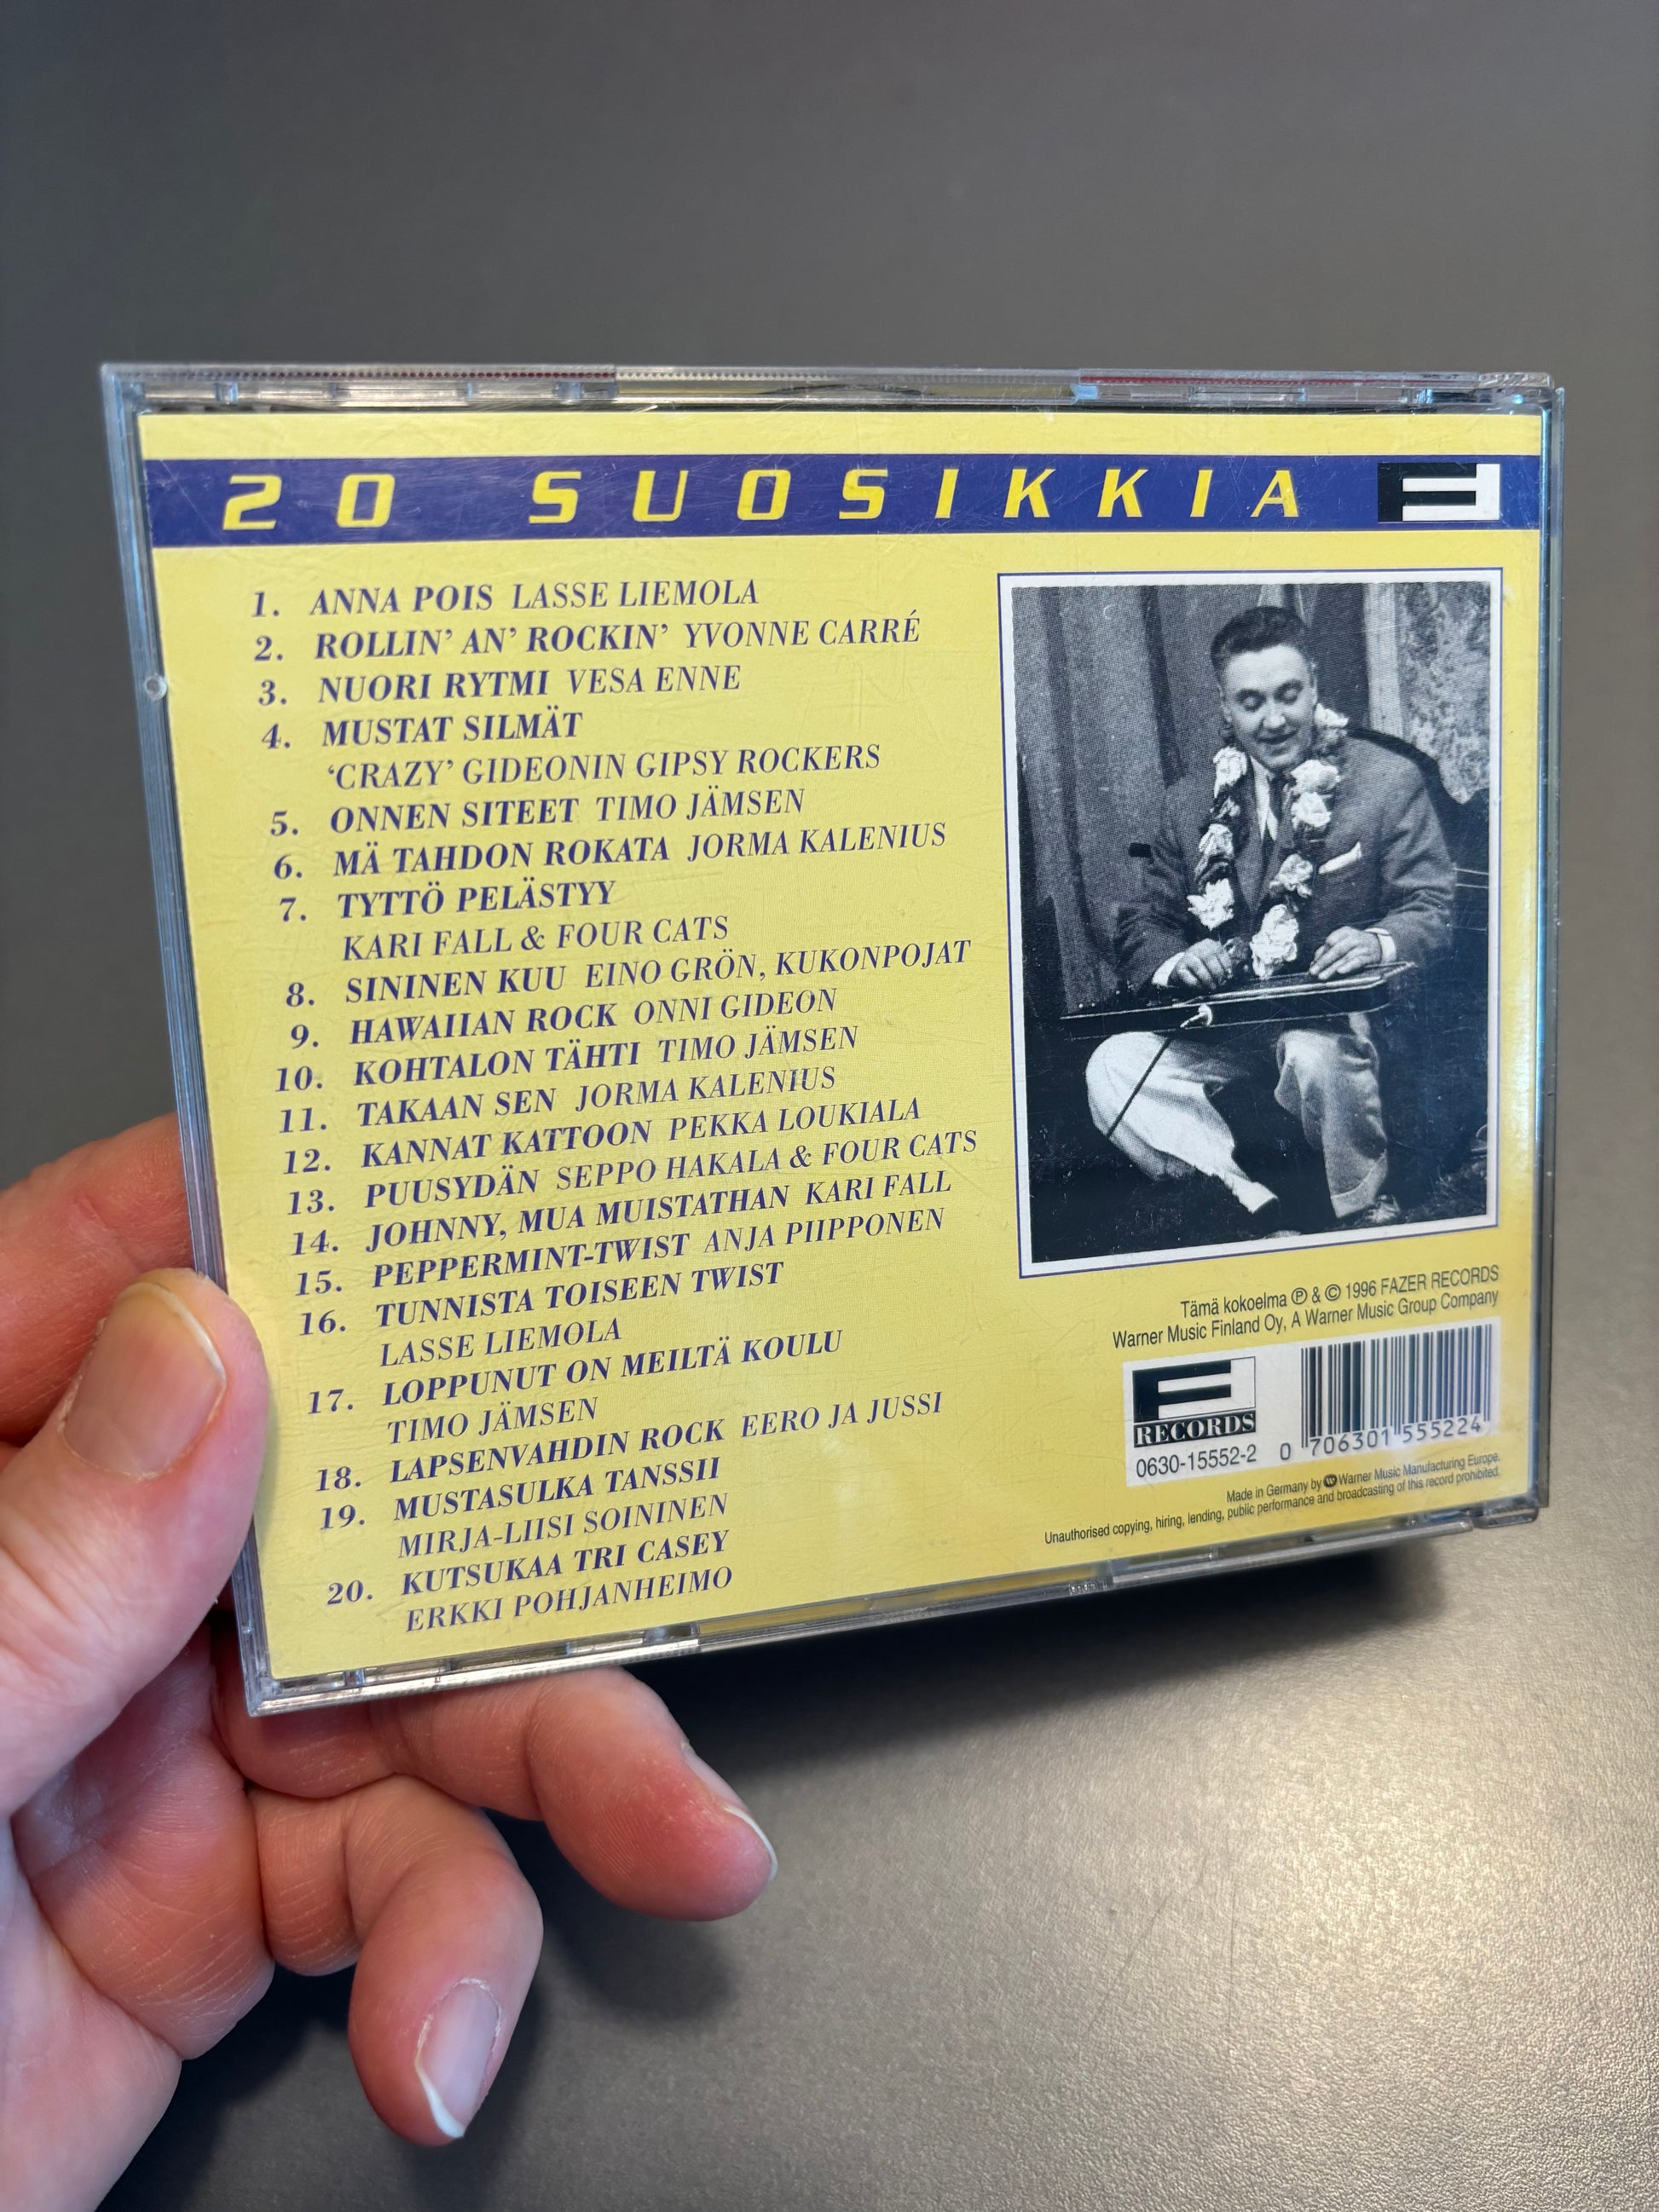 20 SUOSIKKIA F
1. ANNA POIS LASSE LIEMOLA
2. ROLLIN' AN' ROCKIN' YVONNE CARRÉ
3. NUORI RYTMI VESA ENNE
4. MUSTAT SILMÄT
'CRAZY' GIDEONIN GIPSY ROCKERS
5. ONNEN SITEET TIMO JÄMSEN
6. MÄ TAHDON ROKATA JORMA KALENIUS
7. TYTTÖ PELÄSTYY
KARI FALL & FOUR CATS
8. SININEN KUU EINO GRÖN, KUKONPOJAT
9. HAWAIIAN ROCK ONNI GIDEON
10. KOHTALON TÄHTI TIMO JÄMSEN
11. TAKAAN SEN JORMA KALENIUS
12. KANNAT KATTOON PEKKA LOUKIALA
13. PUUSYDÄN SEPPO HAKALA & FOUR CATS
14. JOHNNY, MUA MUISTATHAN KARI FALL
15. PEPPERMINT-TWIST ANJA PIIPPONEN
16. TUNNISTA TOISEEN TWIST
LASSE LIEMOLA
17. LOPPUNUT ON MEILTÄ KOULU
TIMO JÄMSEN
18. LAPSENVAHDIN ROCK EERO JA JUSSI
19. MUSTASULKA TANSSII
MIRJA-LIISI SOININEN
20. KUTSUKAA TRI CASEY
ERKKI POHJANHEIMO
Tämä kokoelma ℗ & © 1996 FAZER RECORDS
Warner Music Finland Oy, A Warner Music Group Company
F
RECORDS
0630-15552-2
0 706301 555224
Made in Germany by W Warner Music Manufacturing Europe.
Unauthorised copying, hiring, lending, public performance and broadcasting of this record prohibited.